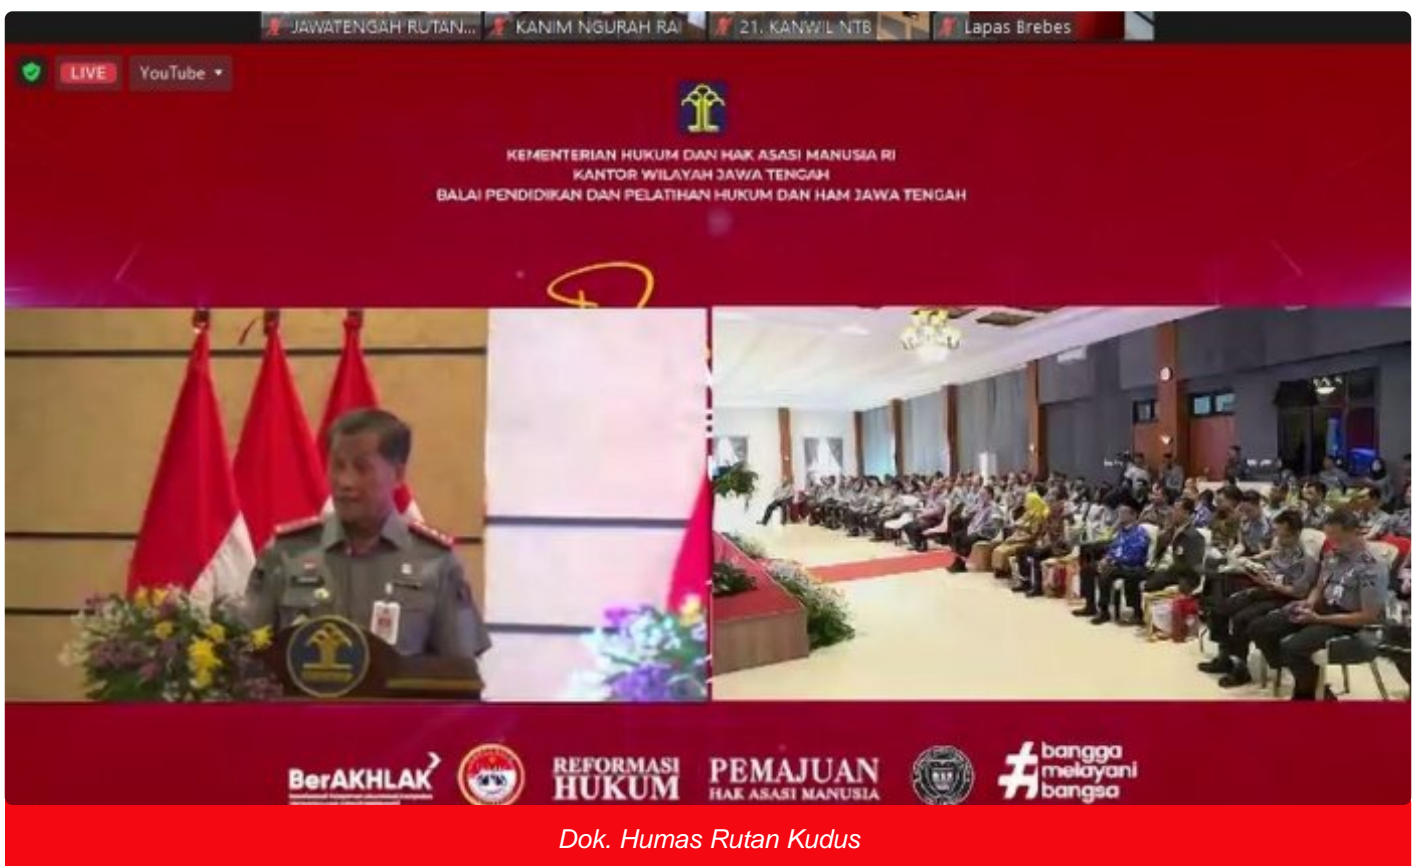 JAWATENGAH RUTAN...
KANIM NGURAH RAI
21. KANWIL NTB
Lapas Brebes
LIVE
YouTube
KEMENTERIAN HUKUM DAN HAK ASASI MANUSIA RI
KANTOR WILAYAH JAWA TENGAH
BALAI PENDIDIKAN DAN PELATIHAN HUKUM DAN HAM JAWA TENGAH
BerAKHLAK
REFORMASI
HUKUM
PEMAJUAN
HAK ASASI MANUSIA
#bangga
melayani
bangsa
Dok. Humas Rutan Kudus